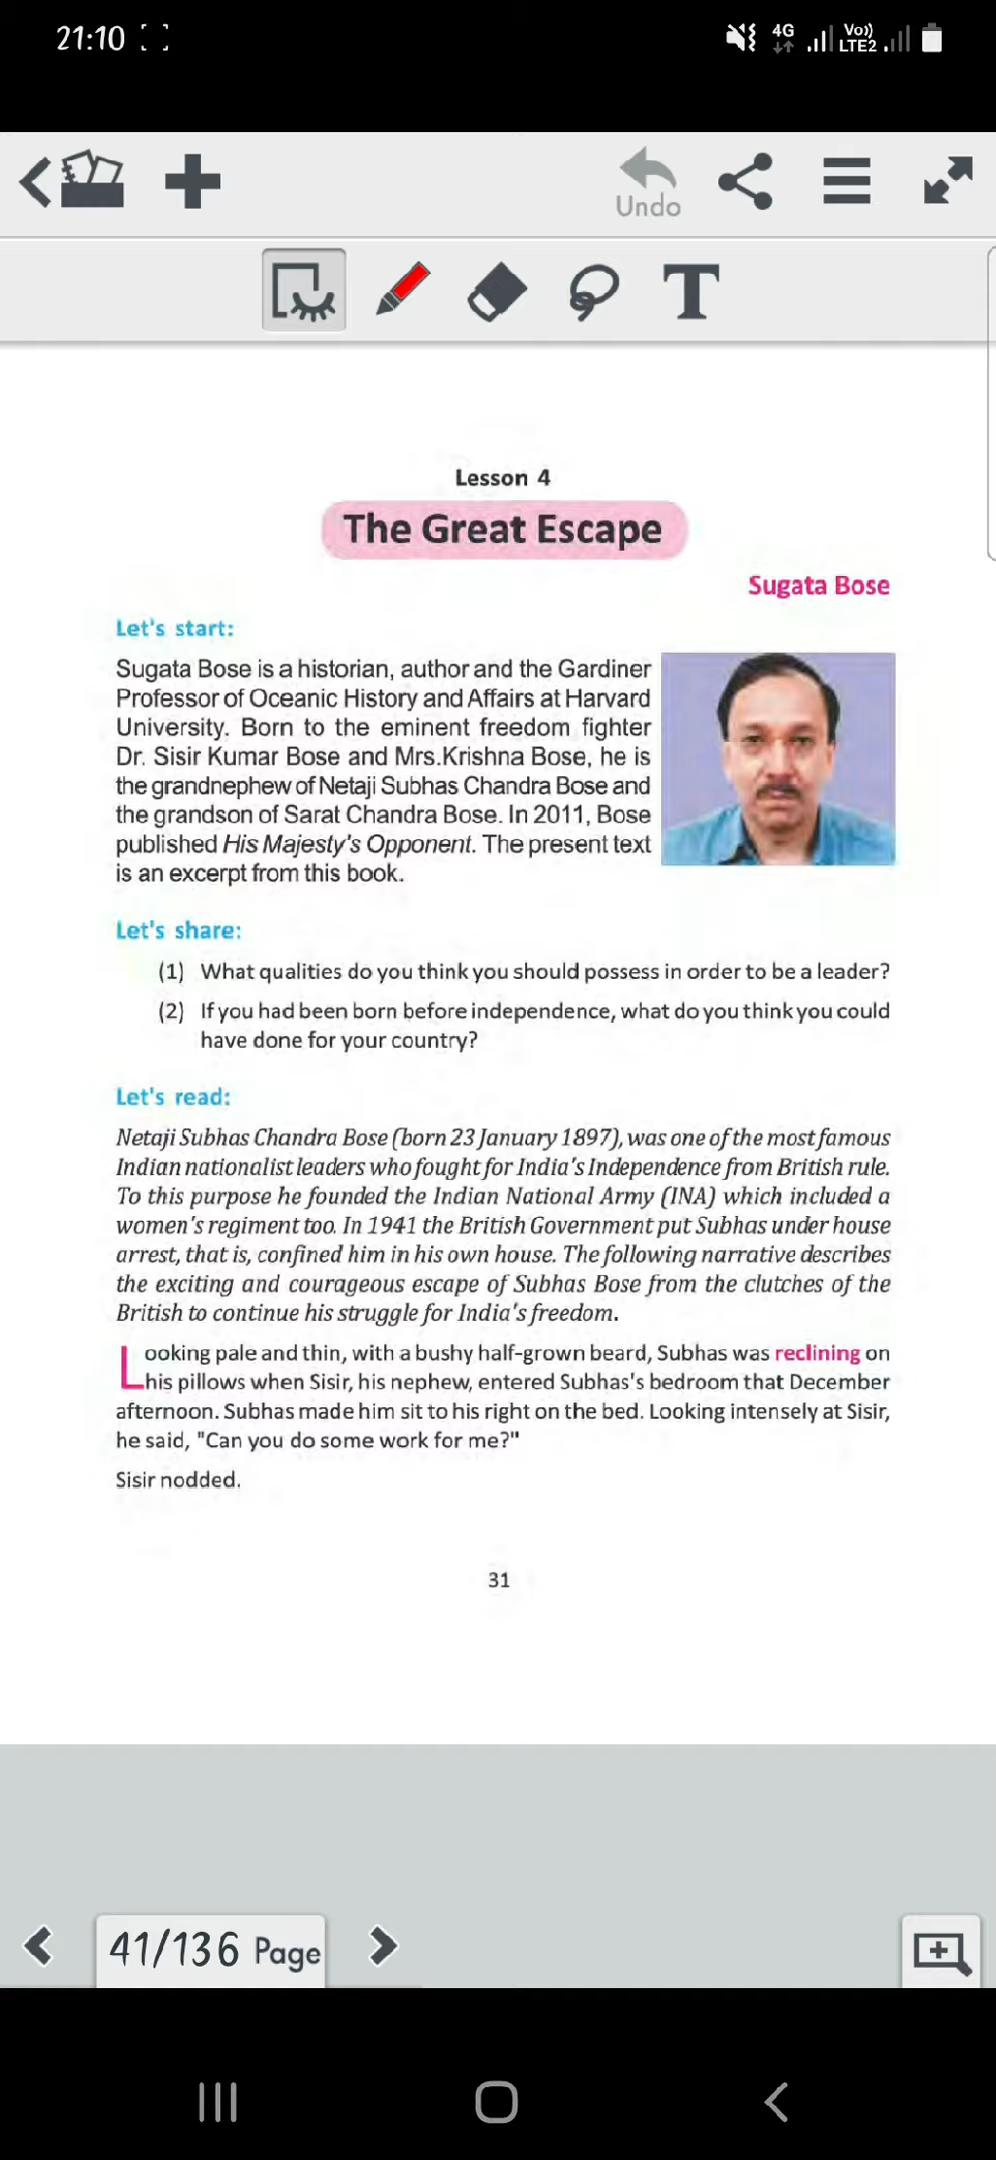 21:10
4G
Vo))
LTE2
Undo
T
Lesson 4
The Great Escape
Sugata Bose
Let's start:
Sugata Bose is a historian, author and the Gardiner
Professor of Oceanic History and Affairs at Harvard
University. Born to the eminent freedom fighter
Dr. Sisir Kumar Bose and Mrs.Krishna Bose, he is
the grandnephew of Netaji Subhas Chandra Bose and
the grandson of Sarat Chandra Bose. In 2011, Bose
published His Majesty's Opponent. The present text
is an excerpt from this book.
Let's share:
(1) What qualities do you think you should possess in order to be a leader?
(2) If you had been born before independence, what do you think you could
have done for your country?
Let's read:
Netaji Subhas Chandra Bose (born 23 January 1897), was one of the most famous
Indian nationalist leaders who fought for India's Independence from British rule.
To this purpose he founded the Indian National Army (INA) which included a
women's regiment too. In 1941 the British Government put Subhas under house
arrest, that is, confined him in his own house. The following narrative describes
the exciting and courageous escape of Subhas Bose from the clutches of the
British to continue his struggle for India's freedom.
Looking pale and thin, with a bushy half-grown beard, Subhas was reclining on
his pillows when Sisir, his nephew, entered Subhas's bedroom that December
afternoon. Subhas made him sit to his right on the bed. Looking intensely at Sisir,
he said, "Can you do some work for me?"
Sisir nodded.
31
41/136 Page